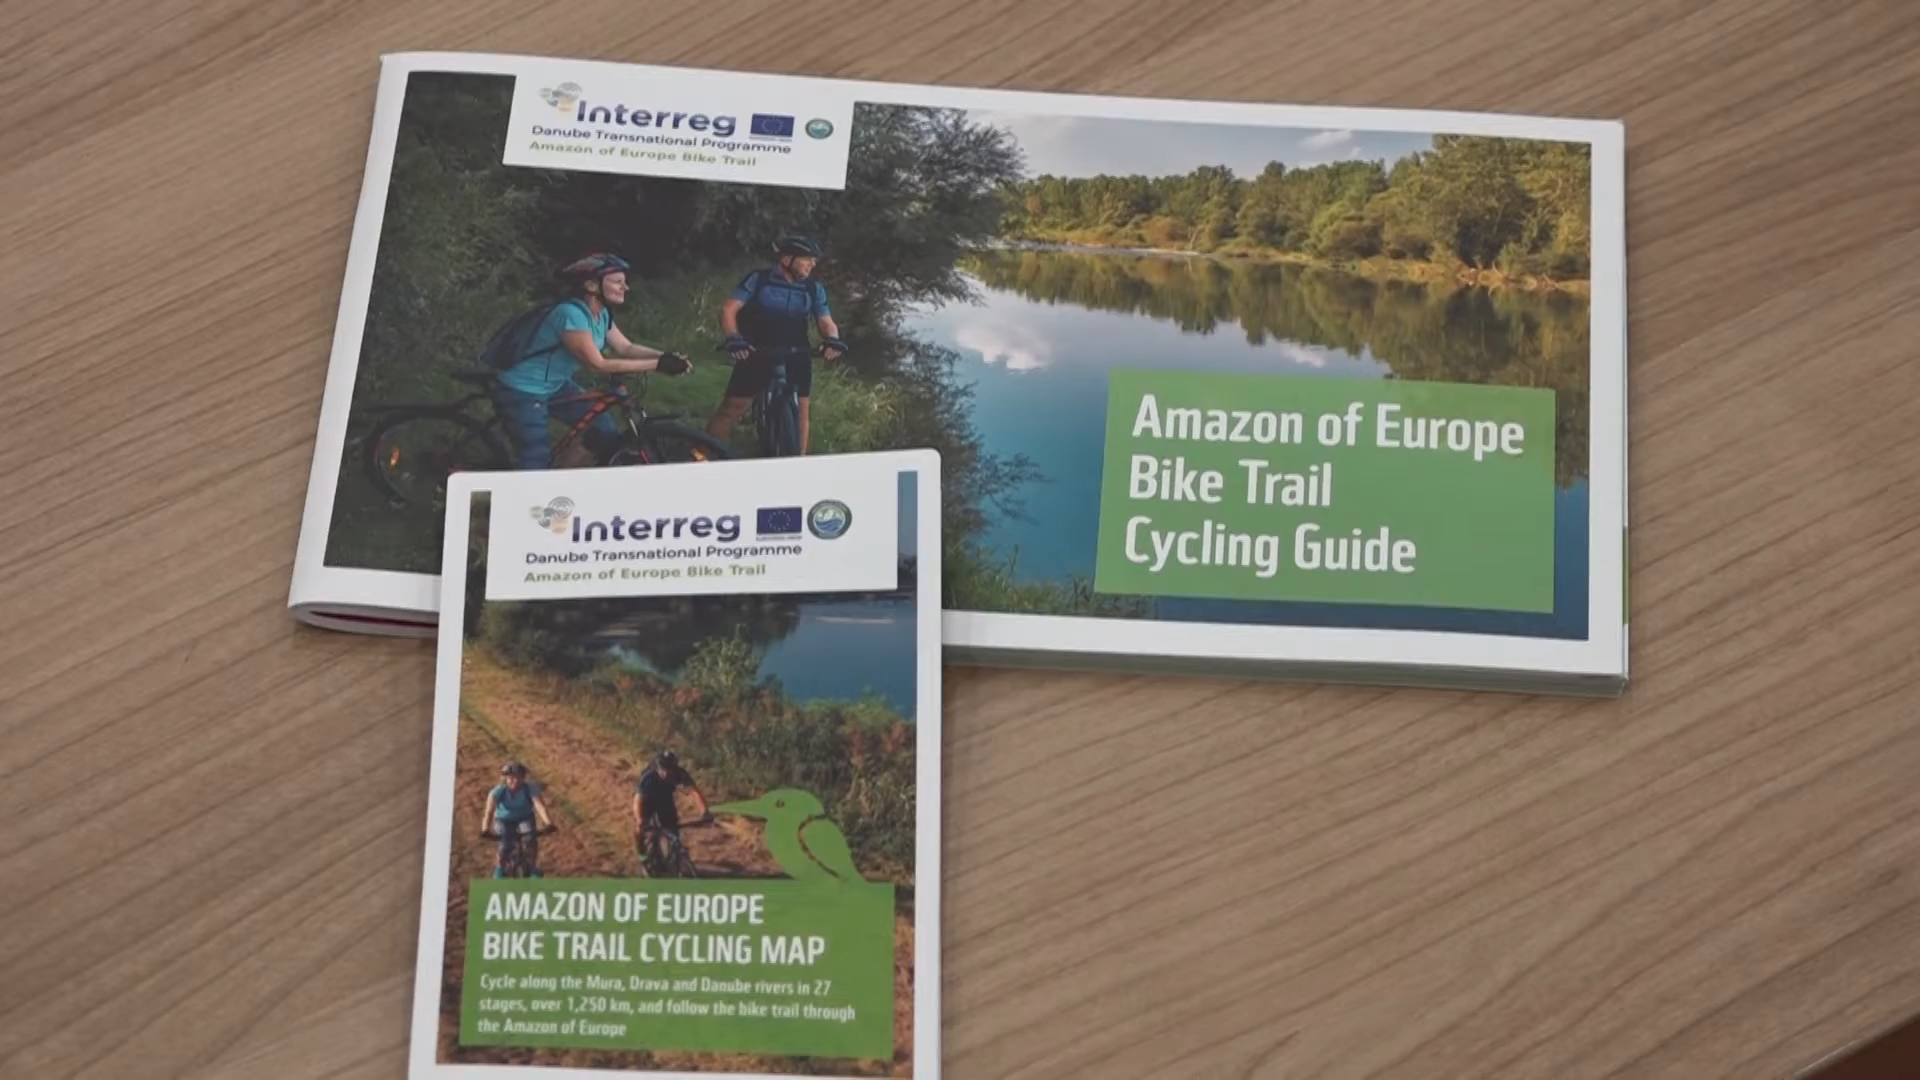 Interreg
Danube Transnational Programme
Amazon of Europe Bike Trail
Amazon of Europe
Bike Trail
Cycling Guide
Interreg
Danube Transnational Programme
Amazon of Europe Bike Trail
AMAZON OF EUROPE
BIKE TRAIL CYCLING MAP
Cycle along the Mura, Drava and Danube rivers in 27
stages, over 1,250 km, and follow the bike trail through
the Amazon of Europe